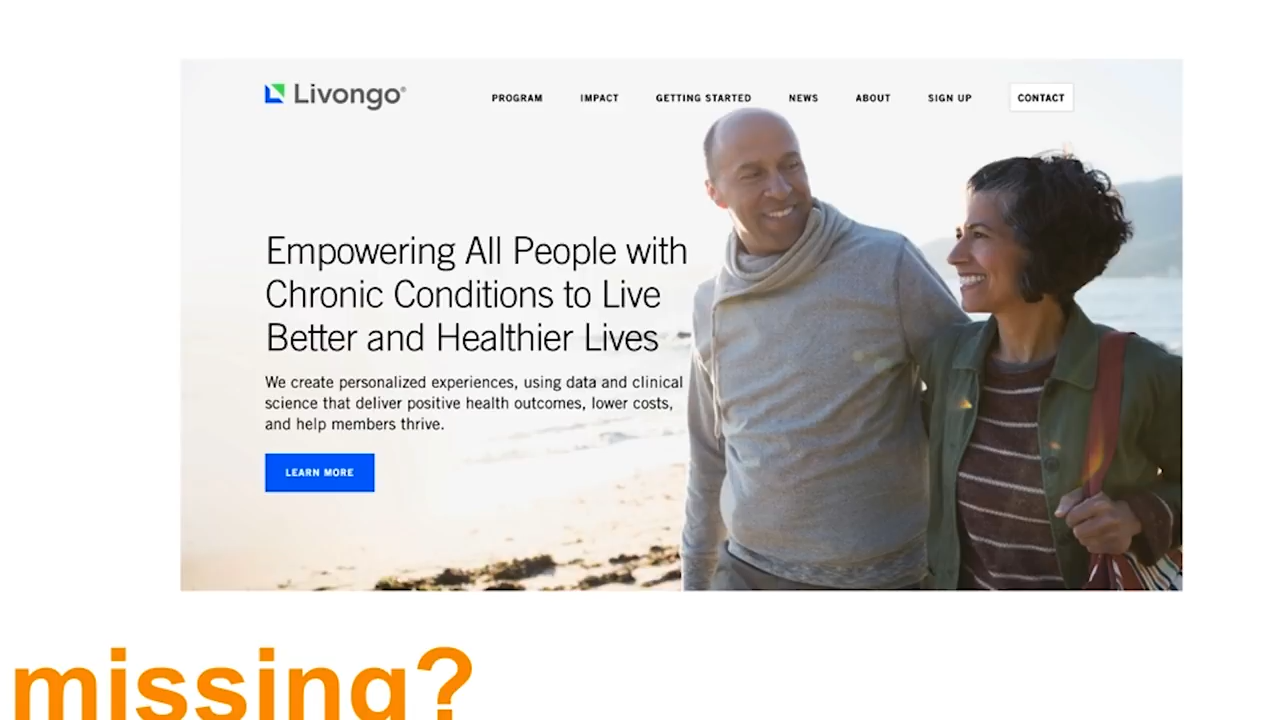 Livongo®
PROGRAM IMPACT GETTING STARTED NEWS ABOUT SIGN UP CONTACT
Empowering All People with
Chronic Conditions to Live
Better and Healthier Lives
We create personalized experiences, using data and clinical
science that deliver positive health outcomes, lower costs,
and help members thrive.
LEARN MORE
missing?